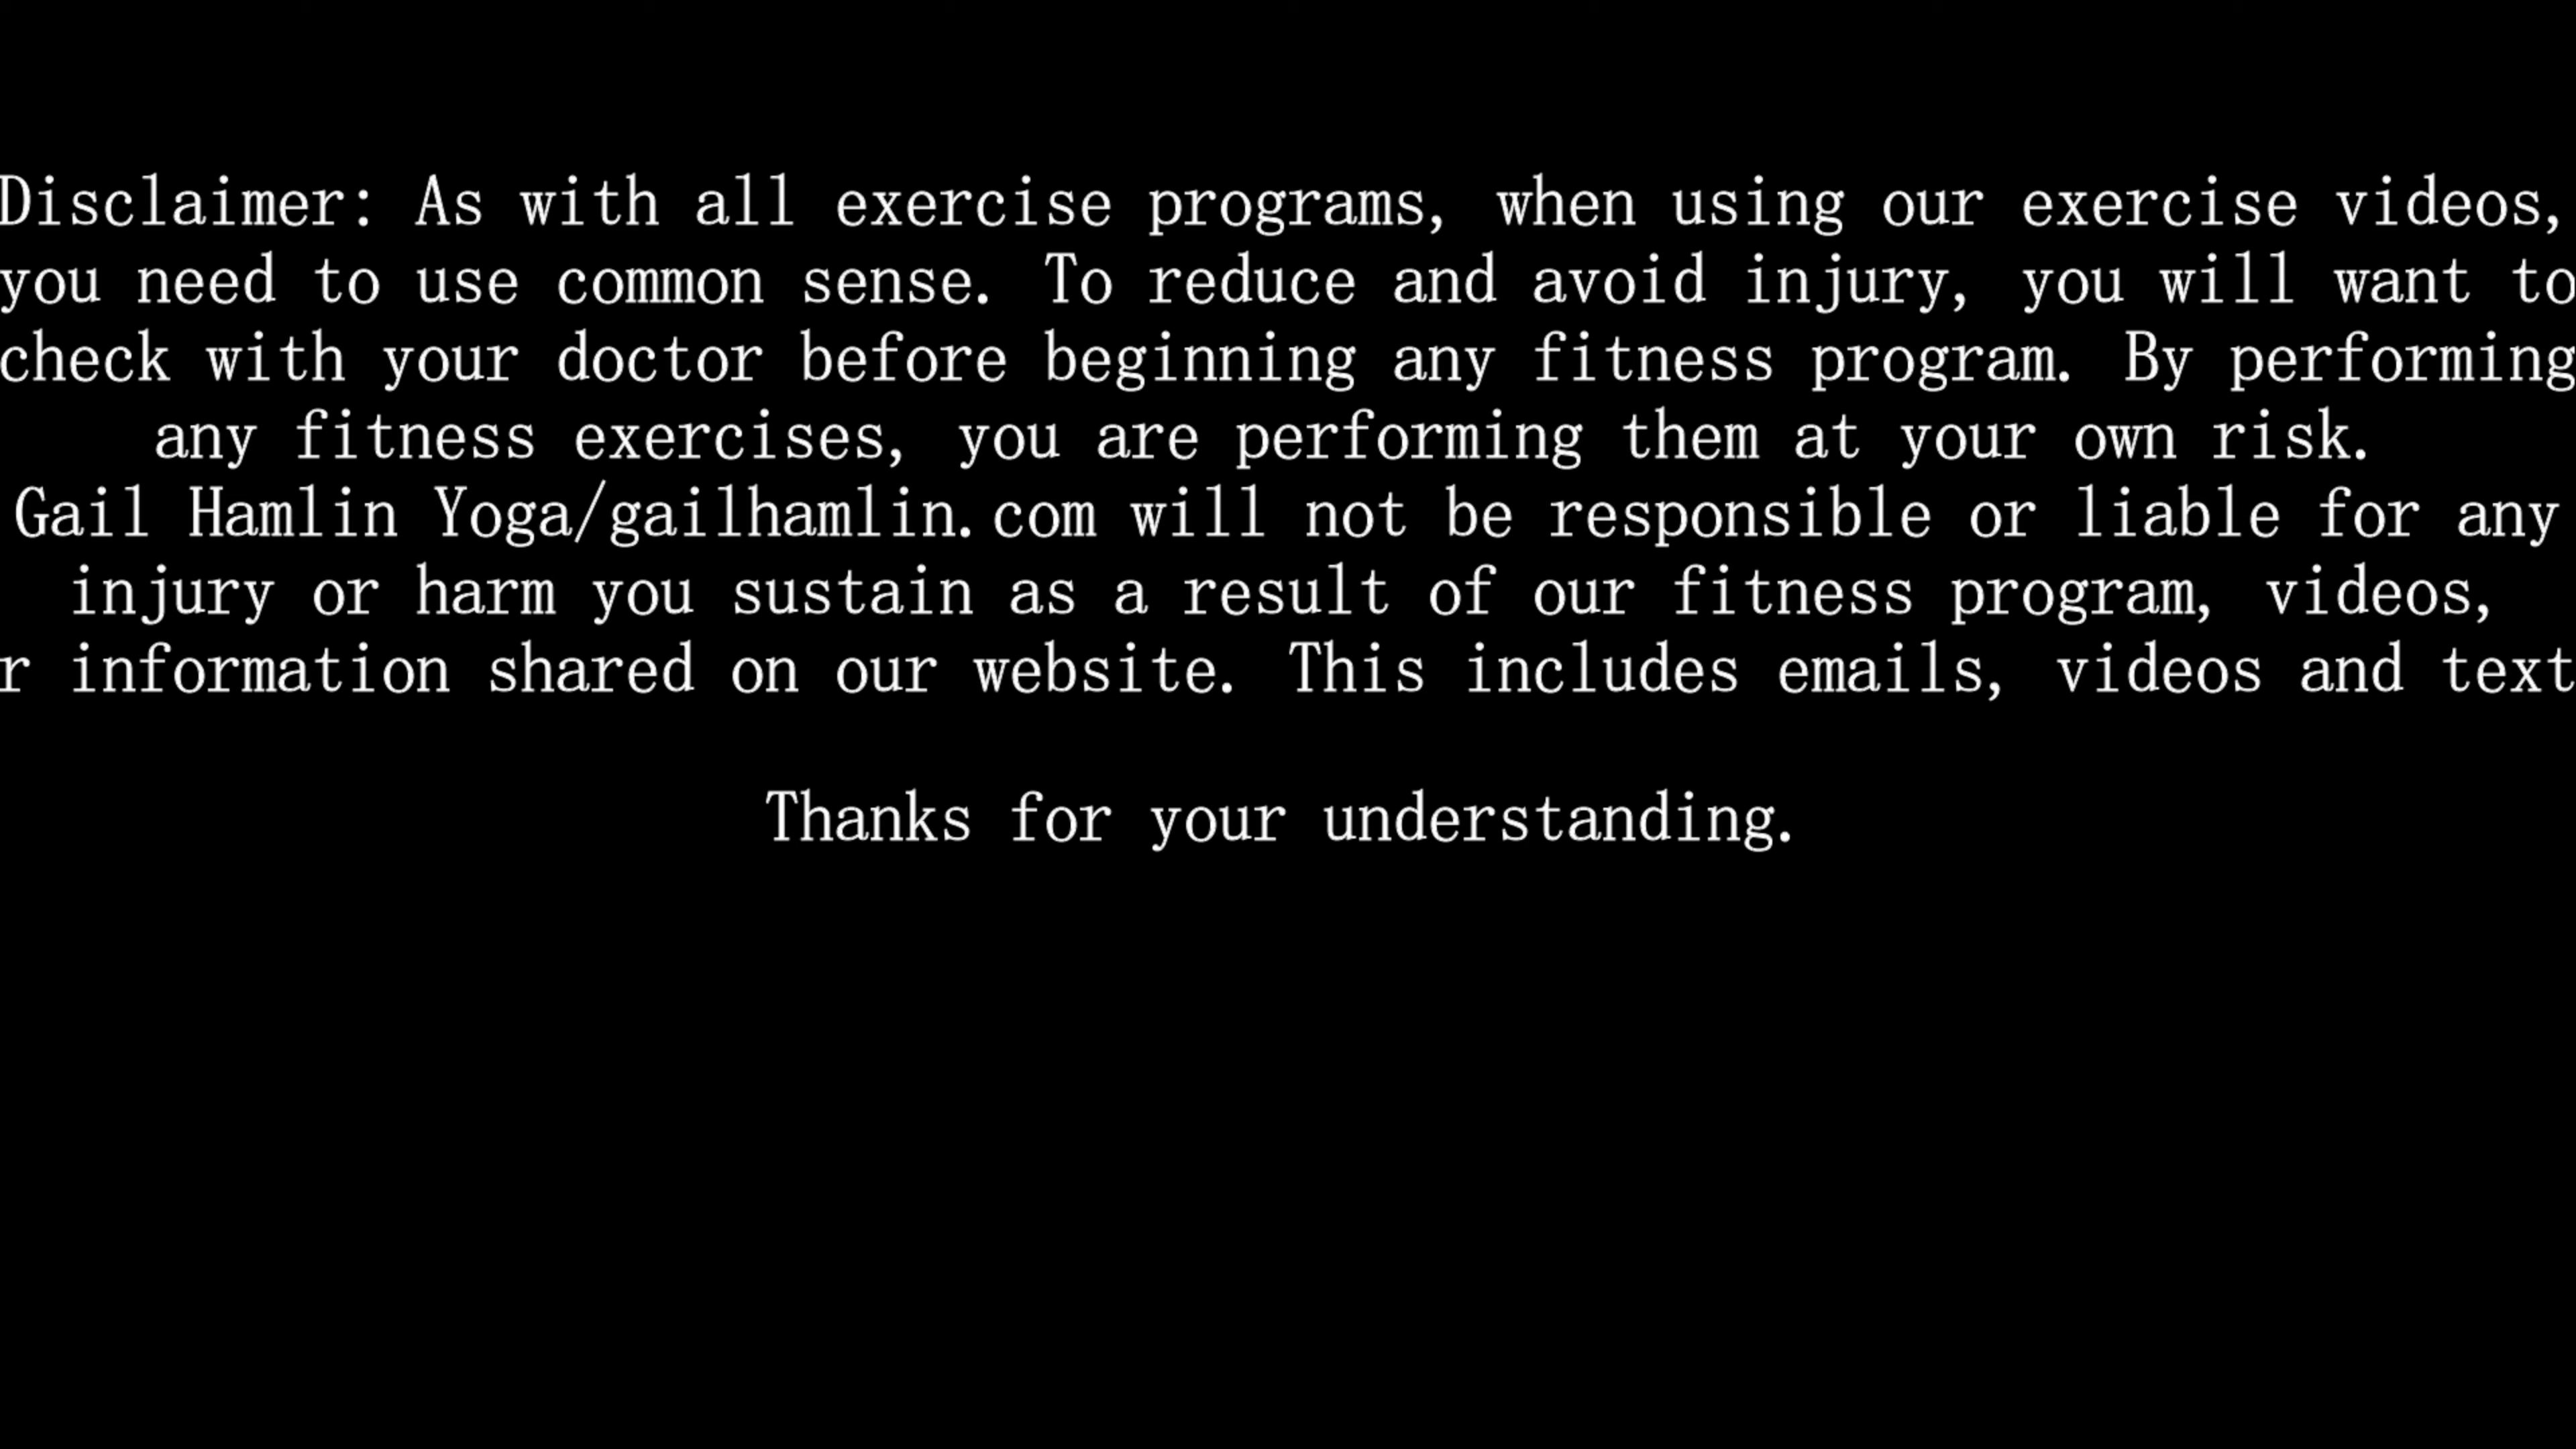 Disclaimer: As with all exercise programs, when using our exercise videos,
you need to use common sense. To reduce and avoid injury, you will want to
check with your doctor before beginning any fitness program. By performing
any fitness exercises, you are performing them at your own risk.
Gail Hamlin Yoga/gailhamlin.com will not be responsible or liable for any
injury or harm you sustain as a result of our fitness program, videos,
r information shared on our website. This includes emails, videos and text
Thanks for your understanding.